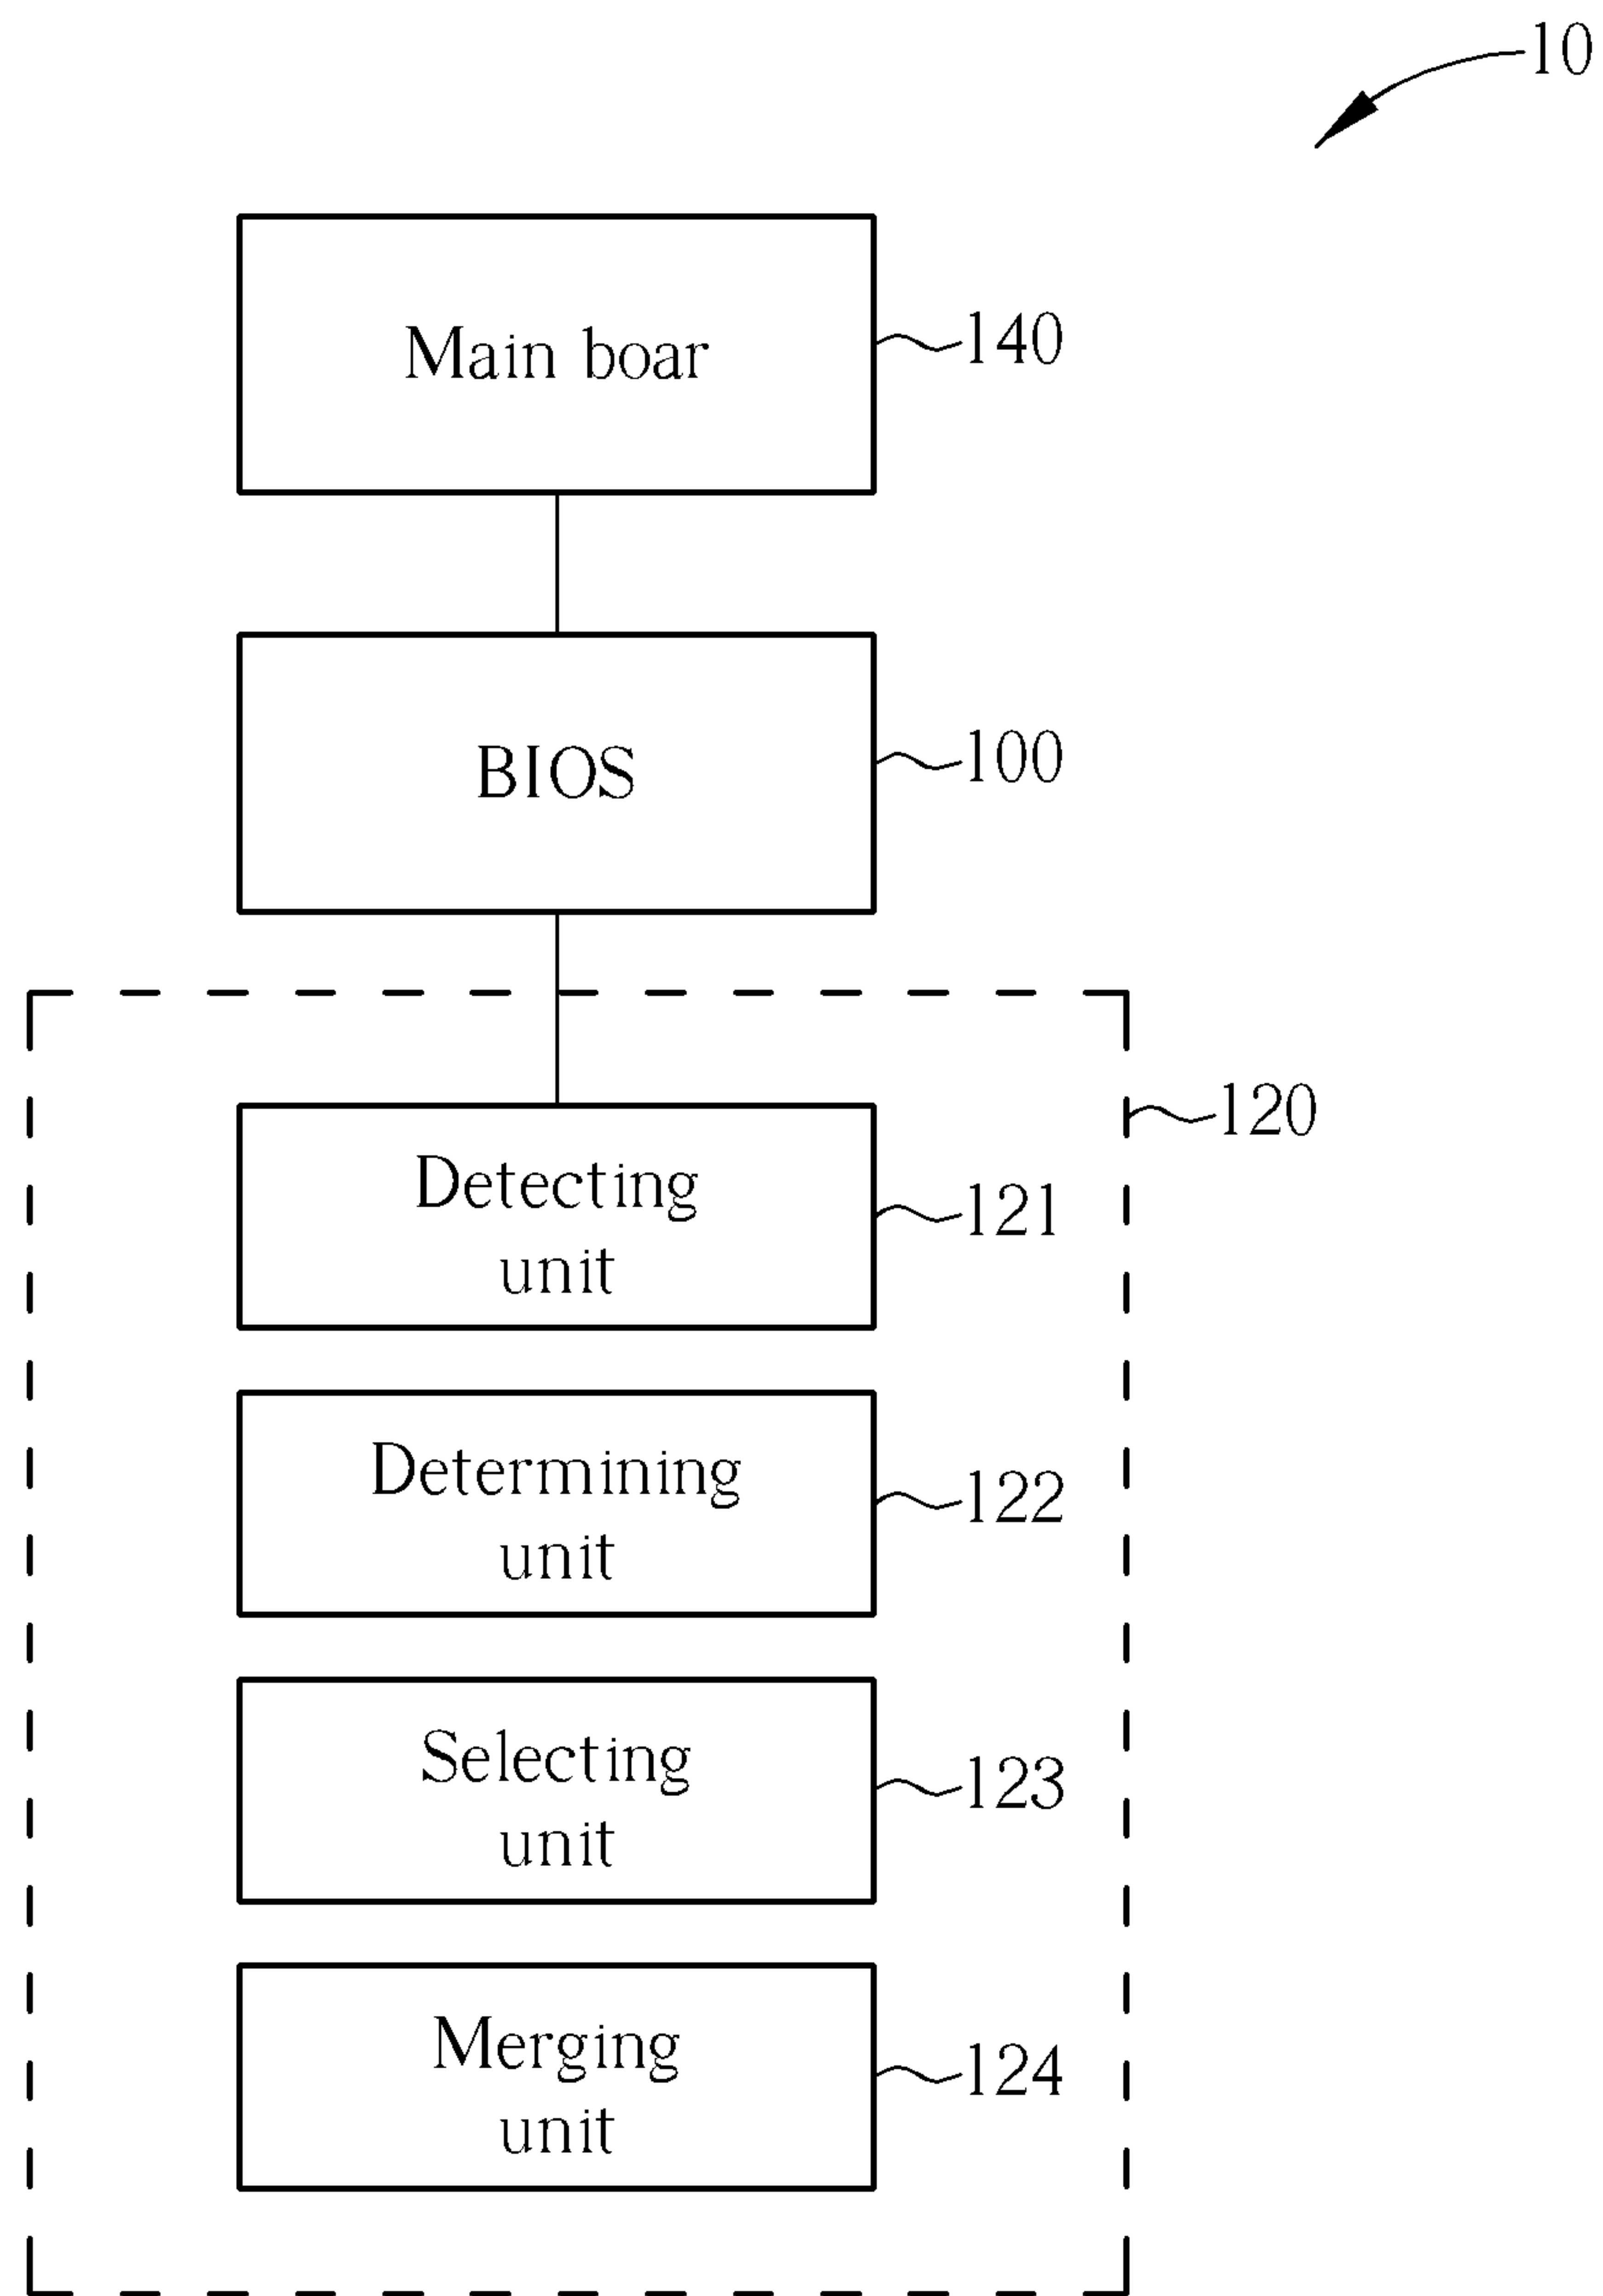 10
Main boar
140
BIOS
100
120
Detecting
unit
121
Determining
unit
122
Selecting
unit
123
Merging
unit
124